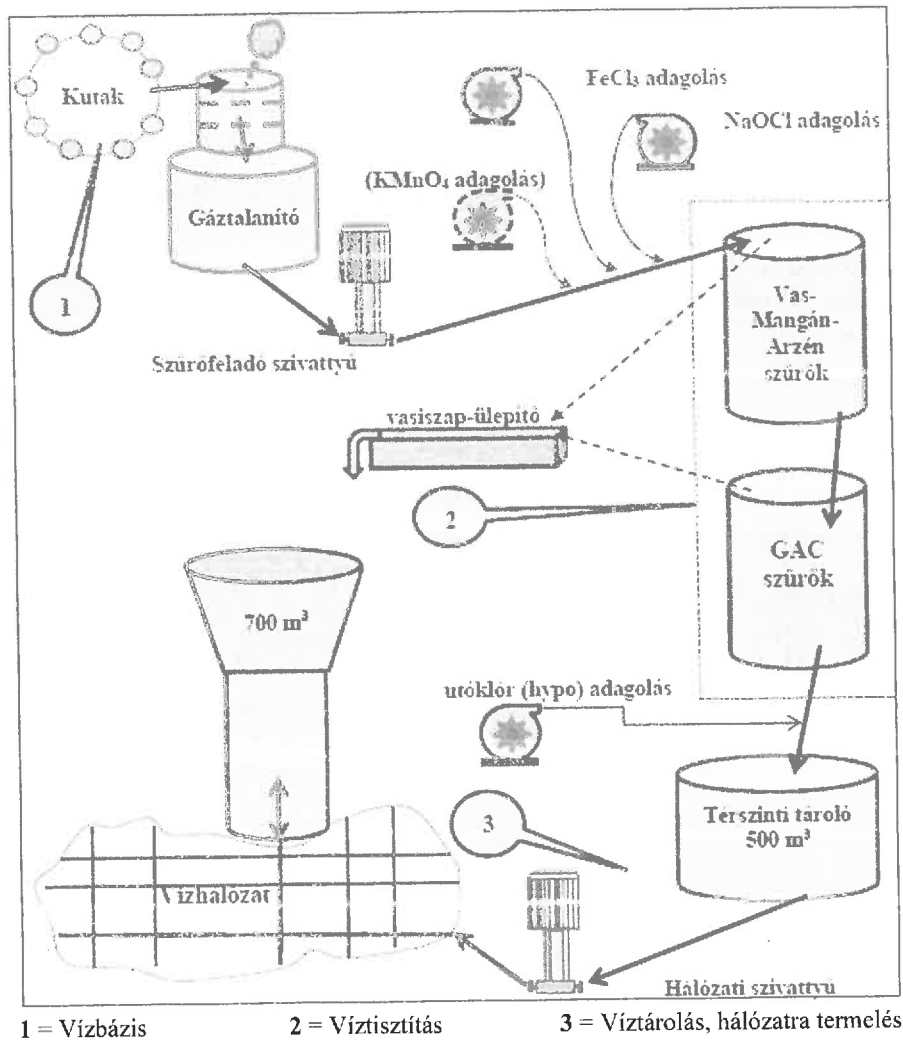 Kutak
FeCl₃ adagolás
NaOCl adagolás
(KMnO₄ adagolás)
Gáztalanító
1
Vas-
Mangán-
Arzén
szűrők
Szűrőfeladó szivattyú
vasiszap-ülepítő
2
GAC
szűrők
700 m³
utóklór (hypo) adagolás
3
Térszinti tároló
500 m³
Vízhálózat
Hálózati szivattyú
1 = Vízbázis
2 = Víztisztítás
3 = Víztárolás, hálózatra termelés